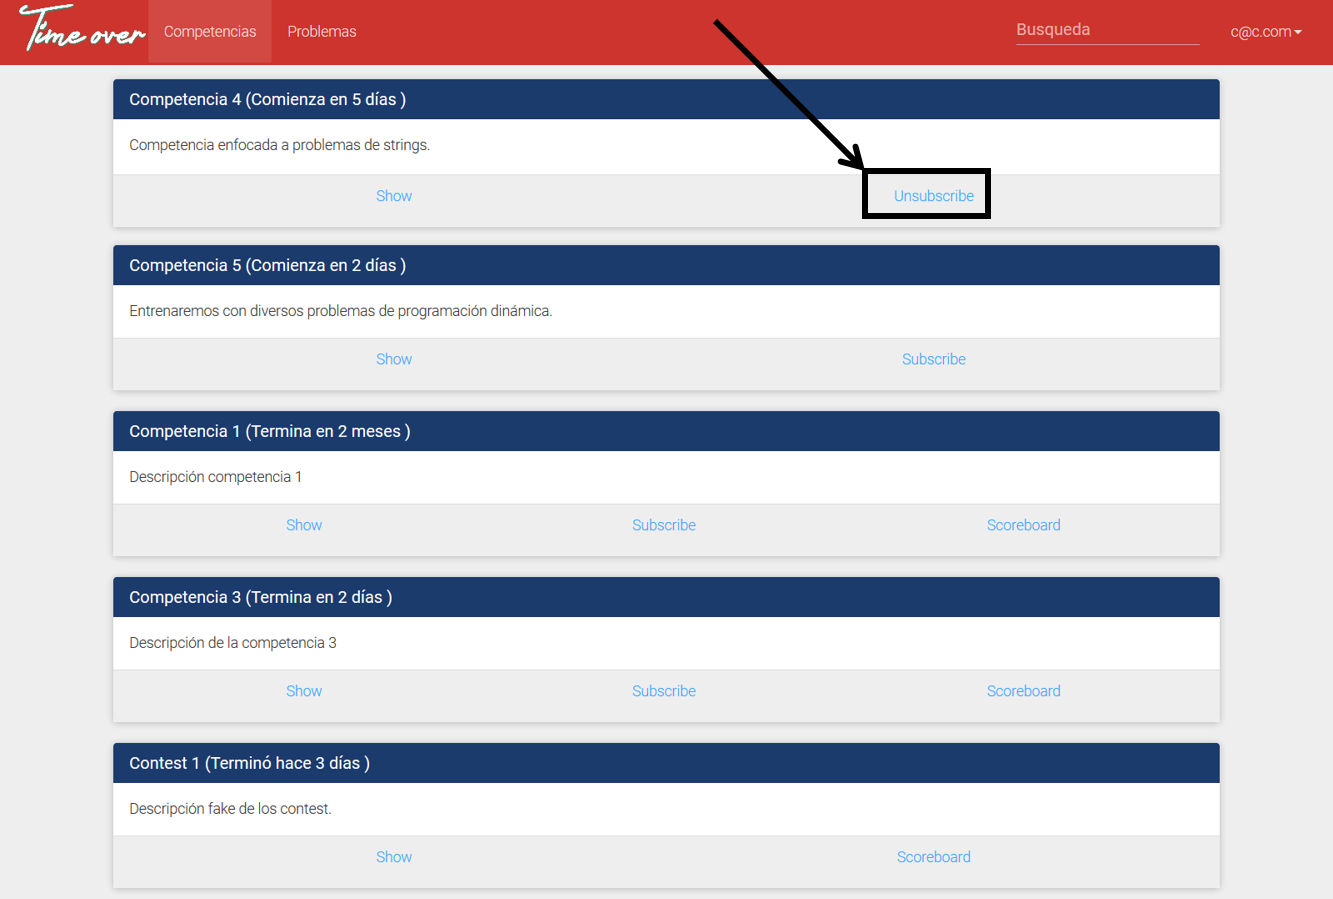 Time over Competencias Problemas Busqueda c@c.com
Competencia 4 (Comienza en 5 días )
Competencia enfocada a problemas de strings.
Show Unsubscribe
Competencia 5 (Comienza en 2 días )
Entrenaremos con diversos problemas de programación dinámica.
Show Subscribe
Competencia 1 (Termina en 2 meses )
Descripción competencia 1
Show Subscribe Scoreboard
Competencia 3 (Termina en 2 días )
Descripción de la competencia 3
Show Subscribe Scoreboard
Contest 1 (Terminó hace 3 días )
Descripción fake de los contest.
Show Scoreboard